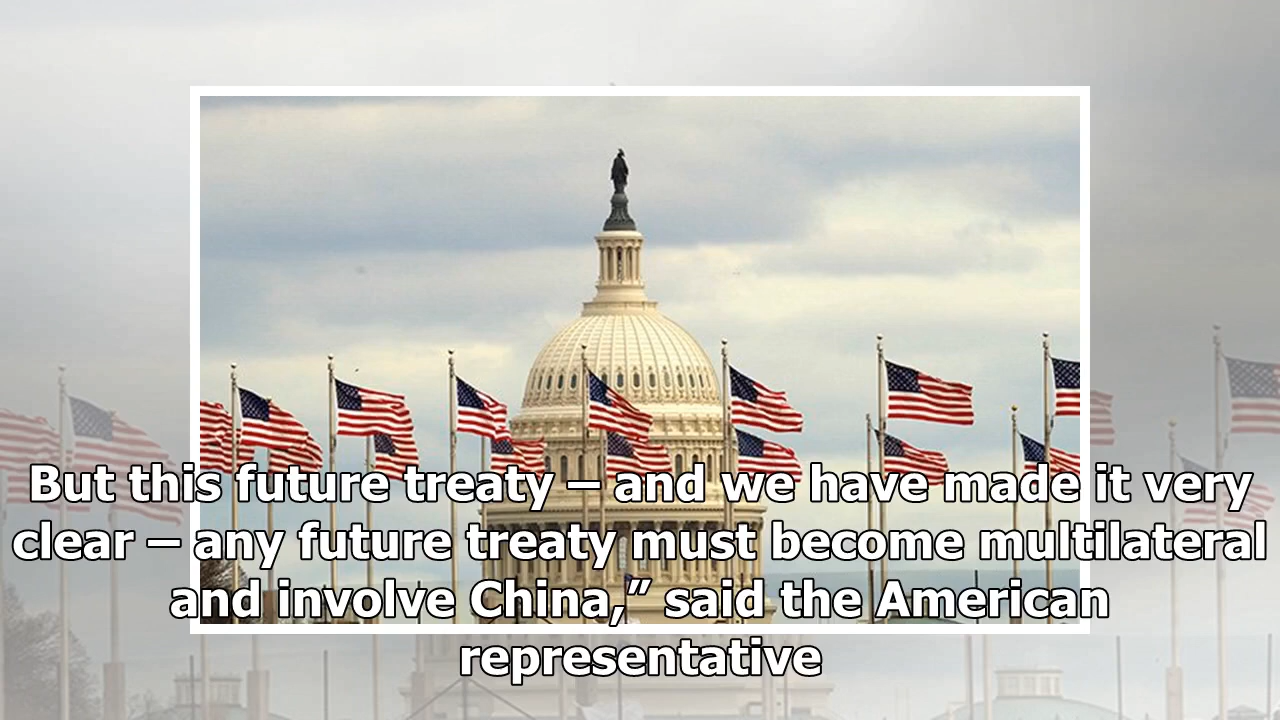 But this future treaty – and we have made it very
clear – any future treaty must become multilateral
and involve China,” said the American
representative